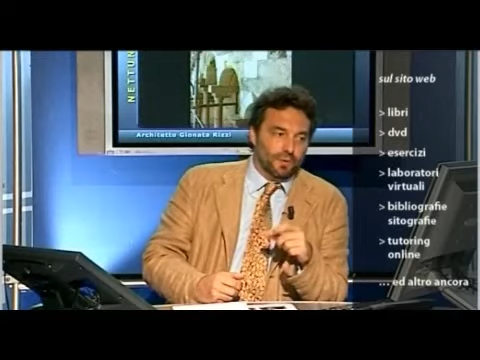 NETTUN
Architetto Gionata Rizzi
sul sito web
> libri
> dvd
> esercizi
> laboratori
virtuali
> bibliografie
sitografie
> tutoring
online
... ed altro ancora